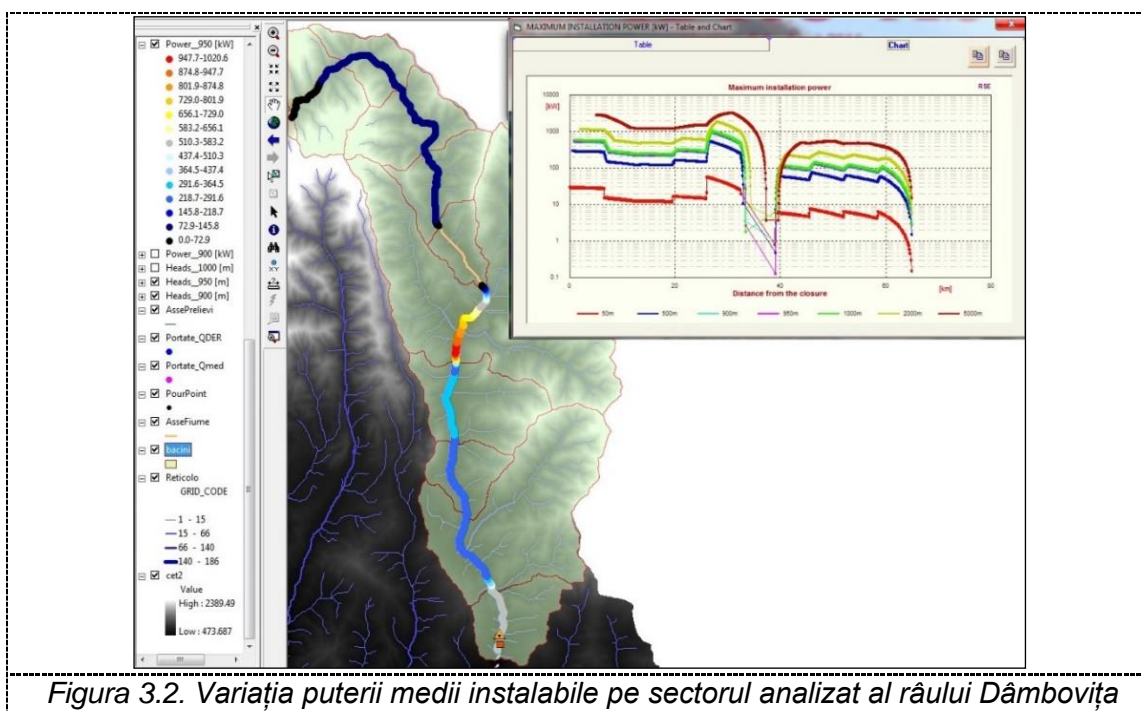 Power_950 [kW]
947.7-1020.6
874.8-947.7
801.9-874.8
729.0-801.9
656.1-729.0
583.2-656.1
510.3-583.2
437.4-510.3
364.5-437.4
291.6-364.5
218.7-291.6
145.8-218.7
72.9-145.8
0.0-72.9
Power_900 [kW]
Heads_1000 [m]
Heads_950 [m]
Heads_900 [m]
AssePrelievi
Portate_QDER
Portate_Qmed
PourPoint
AsseFiume
bacini
Reticolo
GRID_CODE
1 - 15
15 - 66
66 - 140
140 - 186
cet2
Value
High : 2389.49
Low : 473.687
XY
MAXIMUM INSTALLATION POWER [kW] - Table and Chart
Table
Chart
Maximum installation power
RSE
10000
[kW]
1000
100
10
1
0.1
0 20 40 60 80
Distance from the closure
[km]
50m 500m 900m 950m 1000m 2000m 5000m
Figura 3.2. Variația puterii medii instalabile pe sectorul analizat al râului Dâmbovița